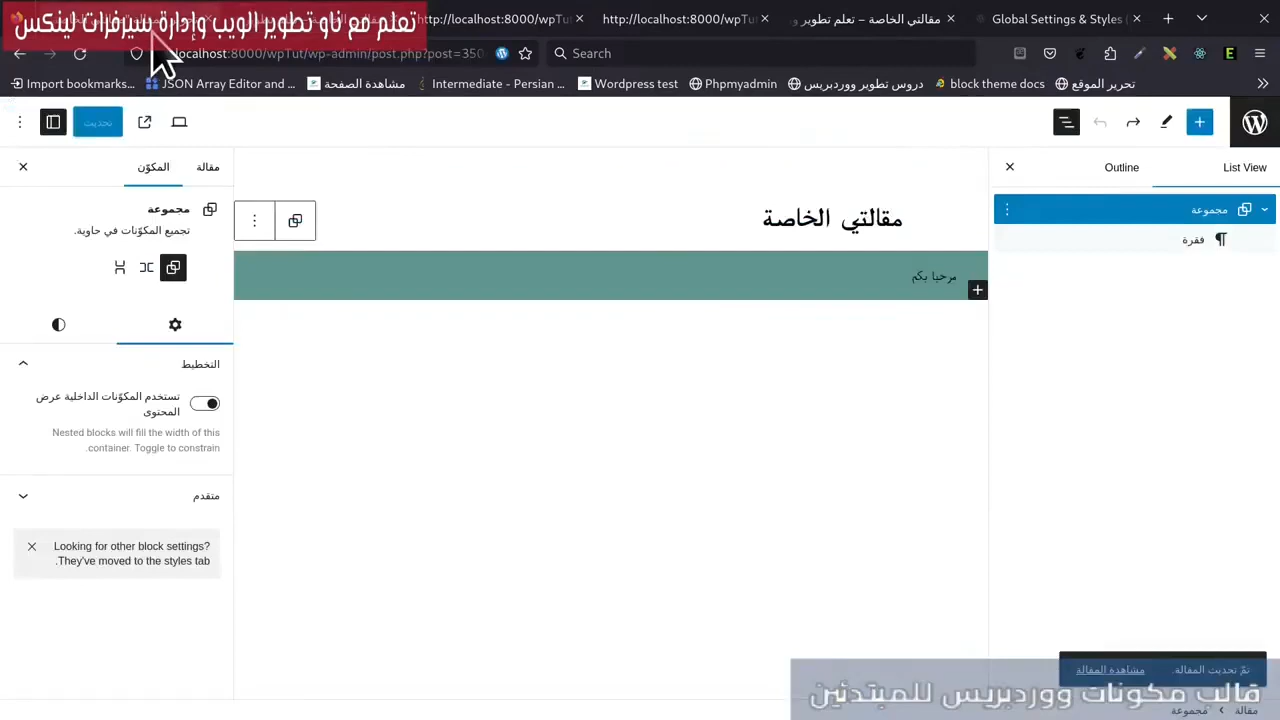 تعلم مع ناو تطوير الويب وإدارة سيرفرات لينكس
http://localhost:8000/wpTut
http://localhost:8000/wpT
مقالتي الخاصة – تعلم تطوير و
Global Settings & Styles (
localhost:8000/wpTut/wp-admin/post.php?post=350
Search
Import bookmarks...
JSON Array Editor and ...
مشاهدة الصفحة
Intermediate - Persian ...
Wordpress test
Phpmyadmin
دروس تطوير ووردبريس
block theme docs
تحرير الموقع
تحديث
مقالة
المكوّن
مجموعة
تجميع المكوّنات في حاوية.
التخطيط
تستخدم المكوّنات الداخلية عرض
المحتوى
Nested blocks will fill the width of this
container. Toggle to constrain.
متقدم
Looking for other block settings?
They've moved to the styles tab.
مقالتي الخاصة
مرحبا بكم
List View
Outline
مجموعة
فقرة
تمّ تحديث المقالة.
مشاهدة المقالة
قالب مكونات ووردبريس للمبتدئين
مقالة
مجموعة